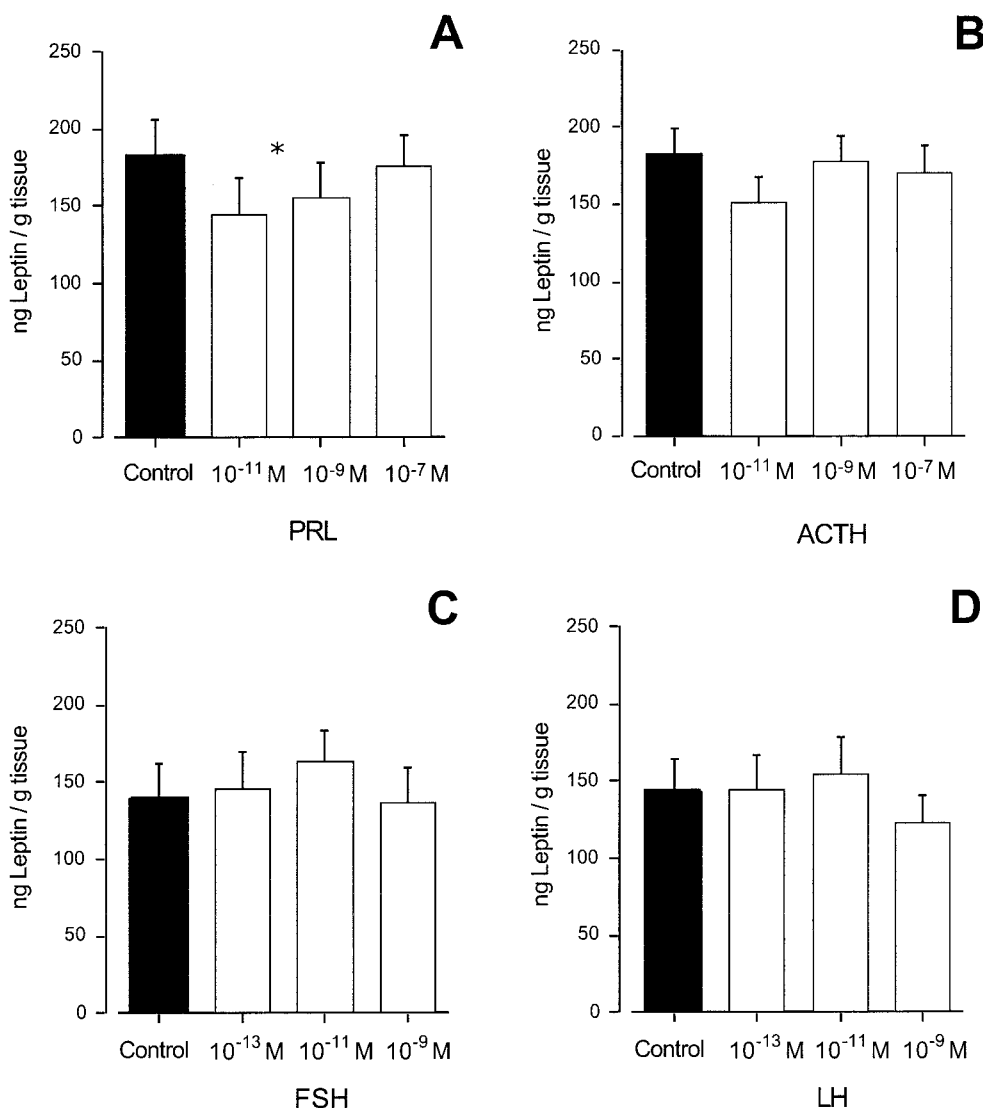 A
250
200
150
100
50
0
ng Leptin / g tissue
*
Control 10⁻¹¹ M 10⁻⁹ M 10⁻⁷ M
PRL
B
250
200
150
100
50
0
ng Leptin / g tissue
Control 10⁻¹¹ M 10⁻⁹ M 10⁻⁷ M
ACTH
C
250
200
150
100
50
0
ng Leptin / g tissue
Control 10⁻¹³ M 10⁻¹¹ M 10⁻⁹ M
FSH
D
250
200
150
100
50
0
ng Leptin / g tissue
Control 10⁻¹³ M 10⁻¹¹ M 10⁻⁹ M
LH